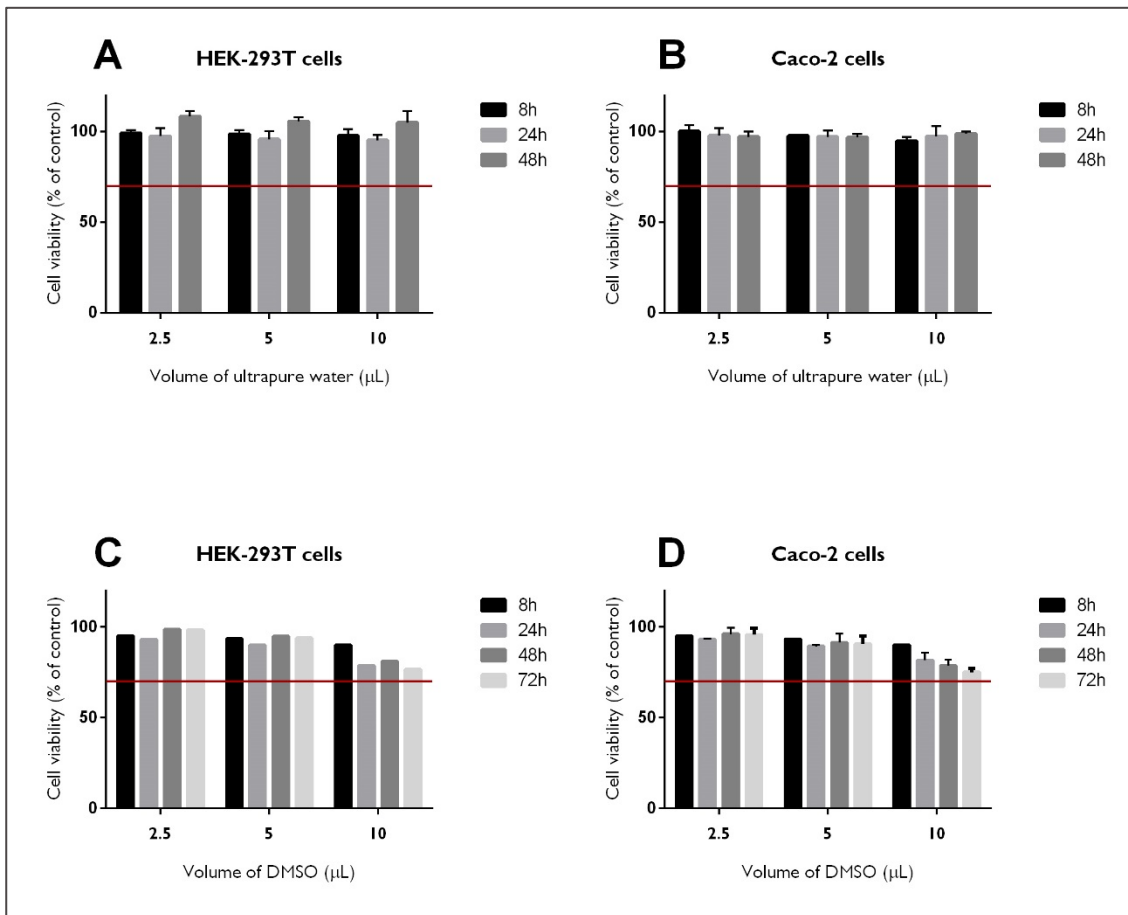 A
HEK-293T cells
Cell viability (% of control)
100
50
0
2.5 5 10
Volume of ultrapure water (μL)
8h
24h
48h
B
Caco-2 cells
Cell viability (% of control)
100
50
0
2.5 5 10
Volume of ultrapure water (μL)
8h
24h
48h
C
HEK-293T cells
Cell viability (% of control)
100
50
0
2.5 5 10
Volume of DMSO (μL)
8h
24h
48h
72h
D
Caco-2 cells
Cell viability (% of control)
100
50
0
2.5 5 10
Volume of DMSO (μL)
8h
24h
48h
72h